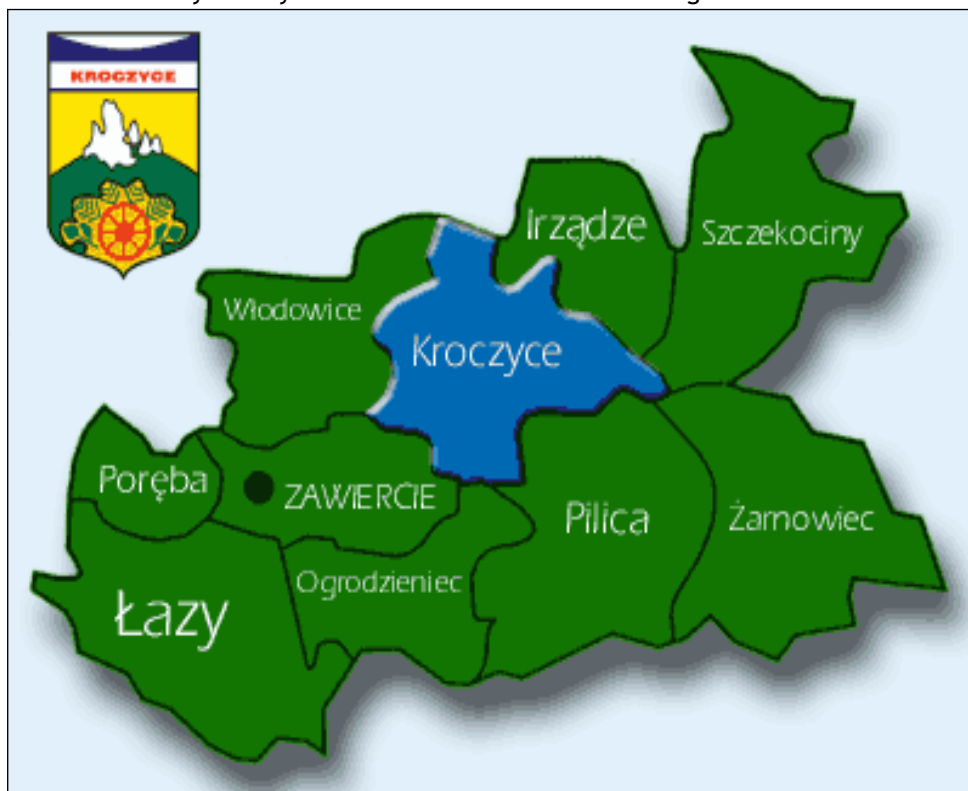 KROCZYCE
Irządze
Szczekociny
Włodowice
Kroczyce
Poręba
ZAWIERCIE
Pilica
Żarnowiec
Ogrodzieniec
Łazy